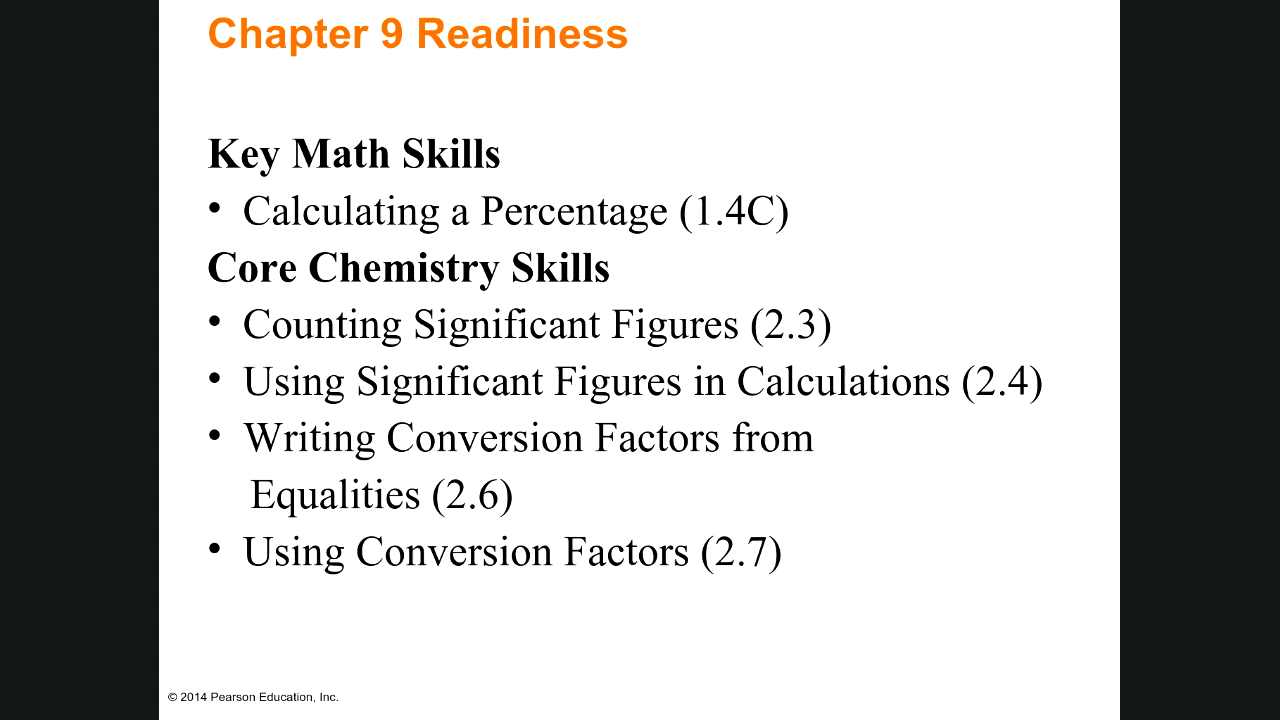 Chapter 9 Readiness
Key Math Skills
• Calculating a Percentage (1.4C)
Core Chemistry Skills
• Counting Significant Figures (2.3)
• Using Significant Figures in Calculations (2.4)
• Writing Conversion Factors from
Equalities (2.6)
• Using Conversion Factors (2.7)
© 2014 Pearson Education, Inc.